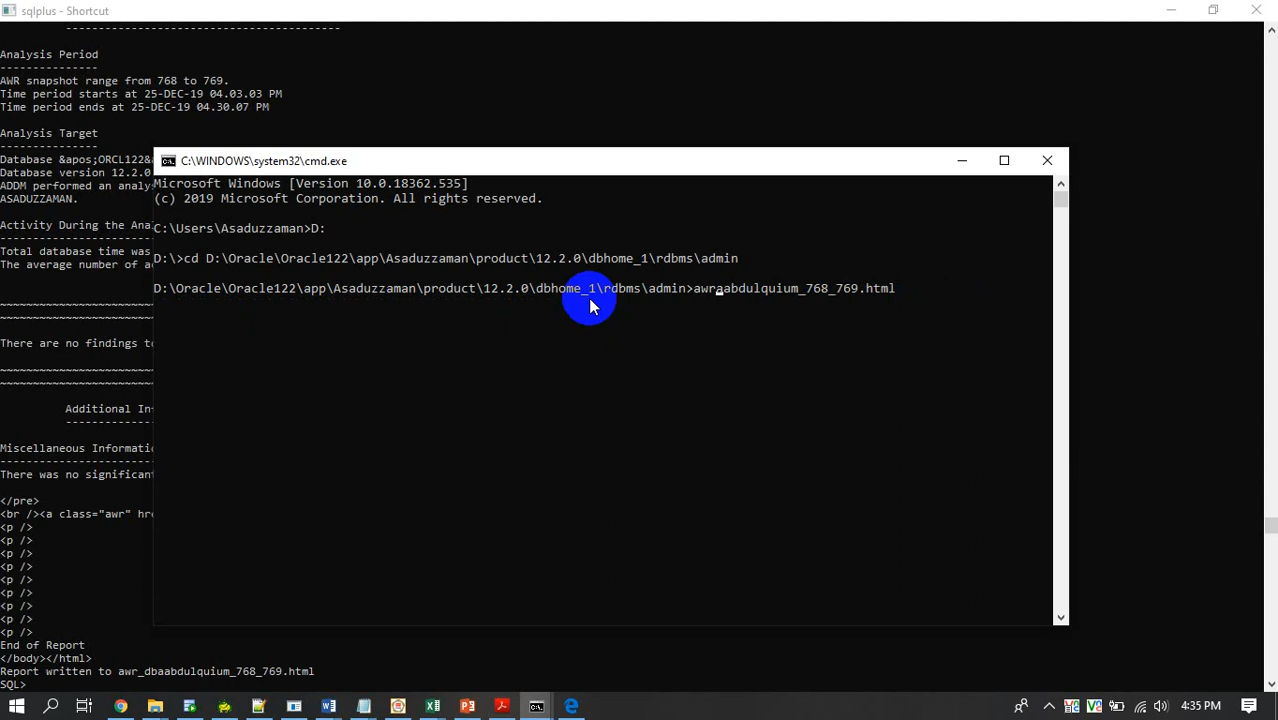 sqlplus - Shortcut
Analysis Period
---------------
AWR snapshot range from 768 to 769.
Time period starts at 25-DEC-19 04.03.03 PM
Time period ends at 25-DEC-19 04.30.07 PM
Analysis Target
---------------
Database &apos;ORCL122&
Database version 12.2.0
ADDM performed an analys
ASADUZZAMAN.
Activity During the Ana
Total database time was
The average number of a
There are no findings to
Additional In
Miscellaneous Informatio
There was no significan
</pre>
<br /><a class="awr" hr
<p />
<p />
<p />
<p />
<p />
<p />
<p />
<p />
<p />
End of Report
</body></html>
Report written to awr_dbaabdulquium_768_769.html
SQL>
C:\WINDOWS\system32\cmd.exe
Microsoft Windows [Version 10.0.18362.535]
(c) 2019 Microsoft Corporation. All rights reserved.
C:\Users\Asaduzzaman>D:
D:\>cd D:\Oracle\Oracle122\app\Asaduzzaman\product\12.2.0\dbhome_1\rdbms\admin
D:\Oracle\Oracle122\app\Asaduzzaman\product\12.2.0\dbhome_1\rdbms\admin>awraabdulquium_768_769.html
4:35 PM